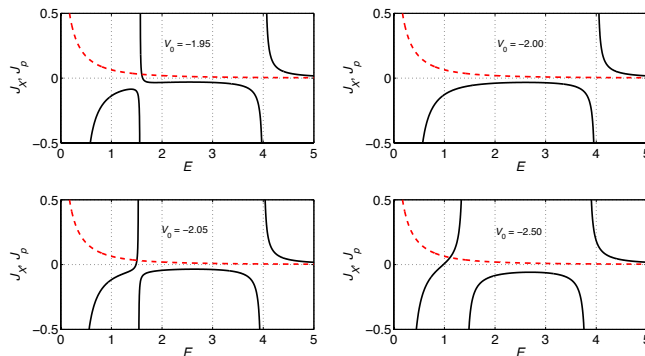 0.5
0
−0.5
J_X, J_p
V_0 = −1.95
0 1 2 3 4 5
E
0.5
0
−0.5
J_X, J_p
V_0 = −2.00
0 1 2 3 4 5
E
0.5
0
−0.5
J_X, J_p
V_0 = −2.05
0 1 2 3 4 5
E
0.5
0
−0.5
J_X, J_p
V_0 = −2.50
0 1 2 3 4 5
E